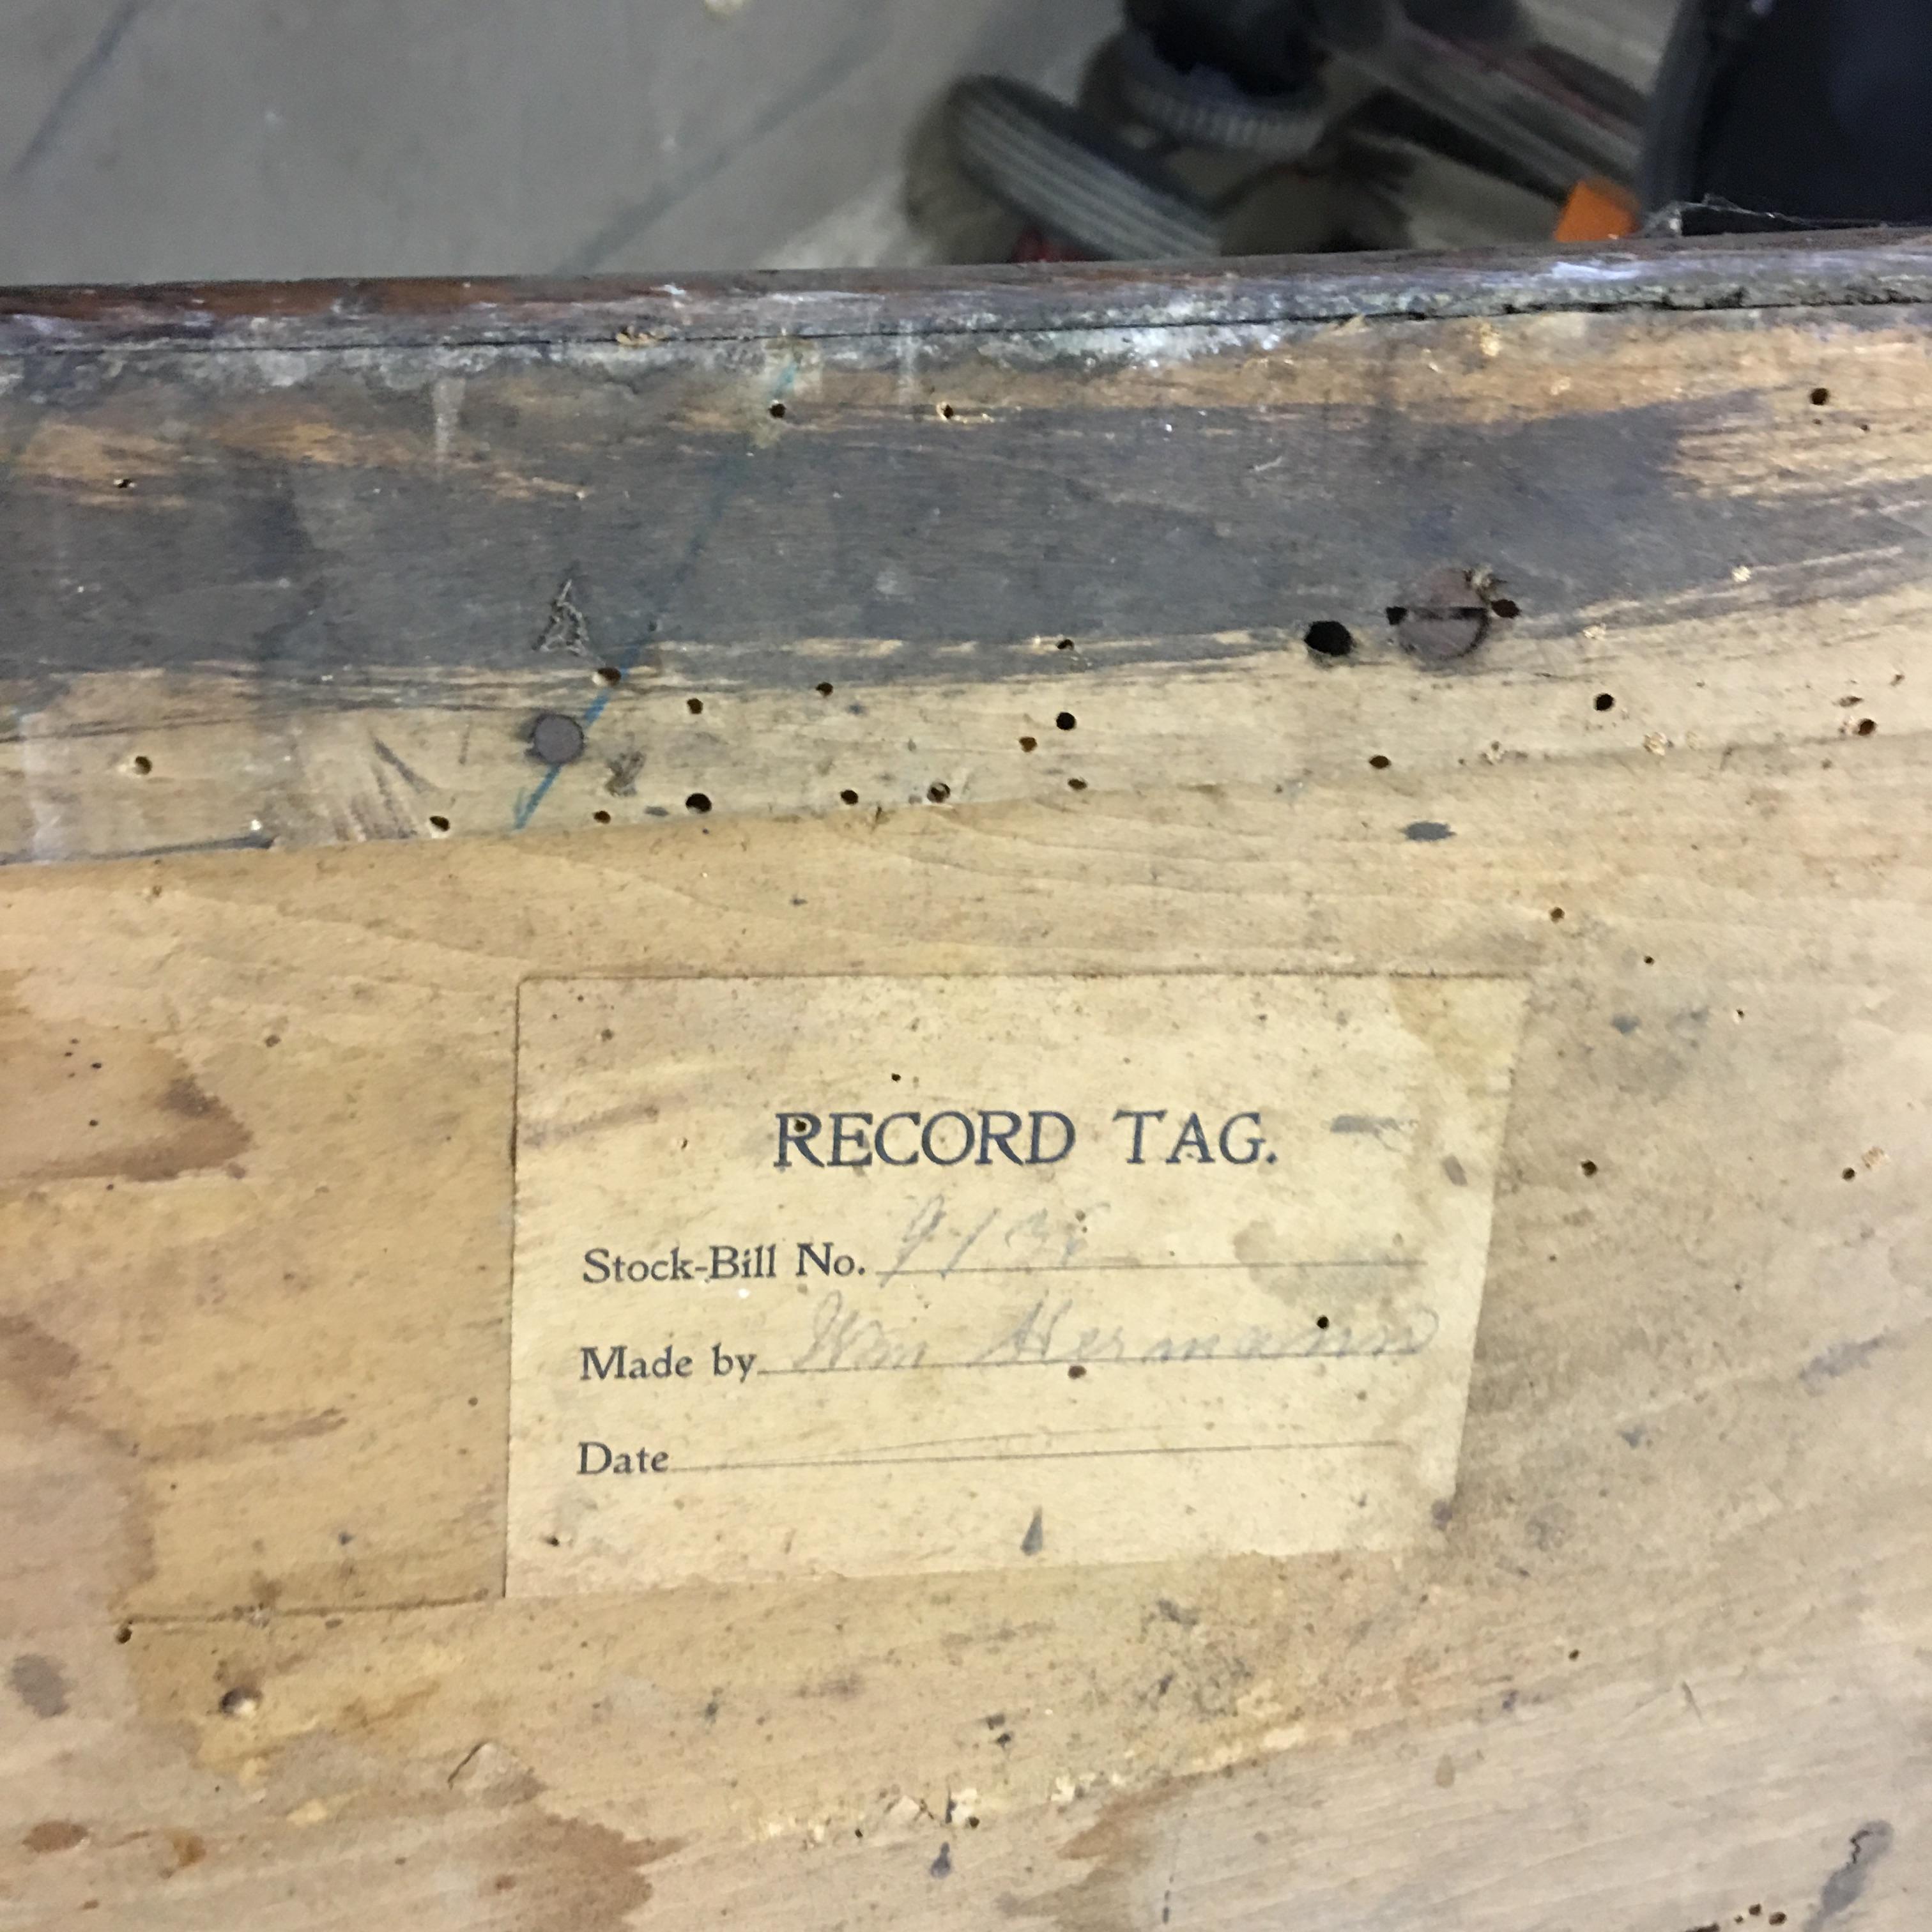 RECORD TAG.
Stock-Bill No.
Made by Wm Hermann
Date